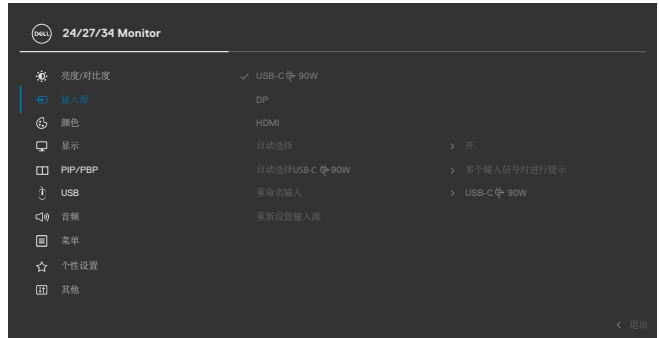 DELL 24/27/34 Monitor
亮度/对比度 ✓ USB-C 90W
输入源 DP
颜色 HDMI
显示 自动选择 > 开
PIP/PBP 自动选择USB-C 90W > 多个输入信号时进行提示
USB 重命名输入 > USB-C 90W
音频 重新设置输入源
菜单
个性设置
其他
< 退出